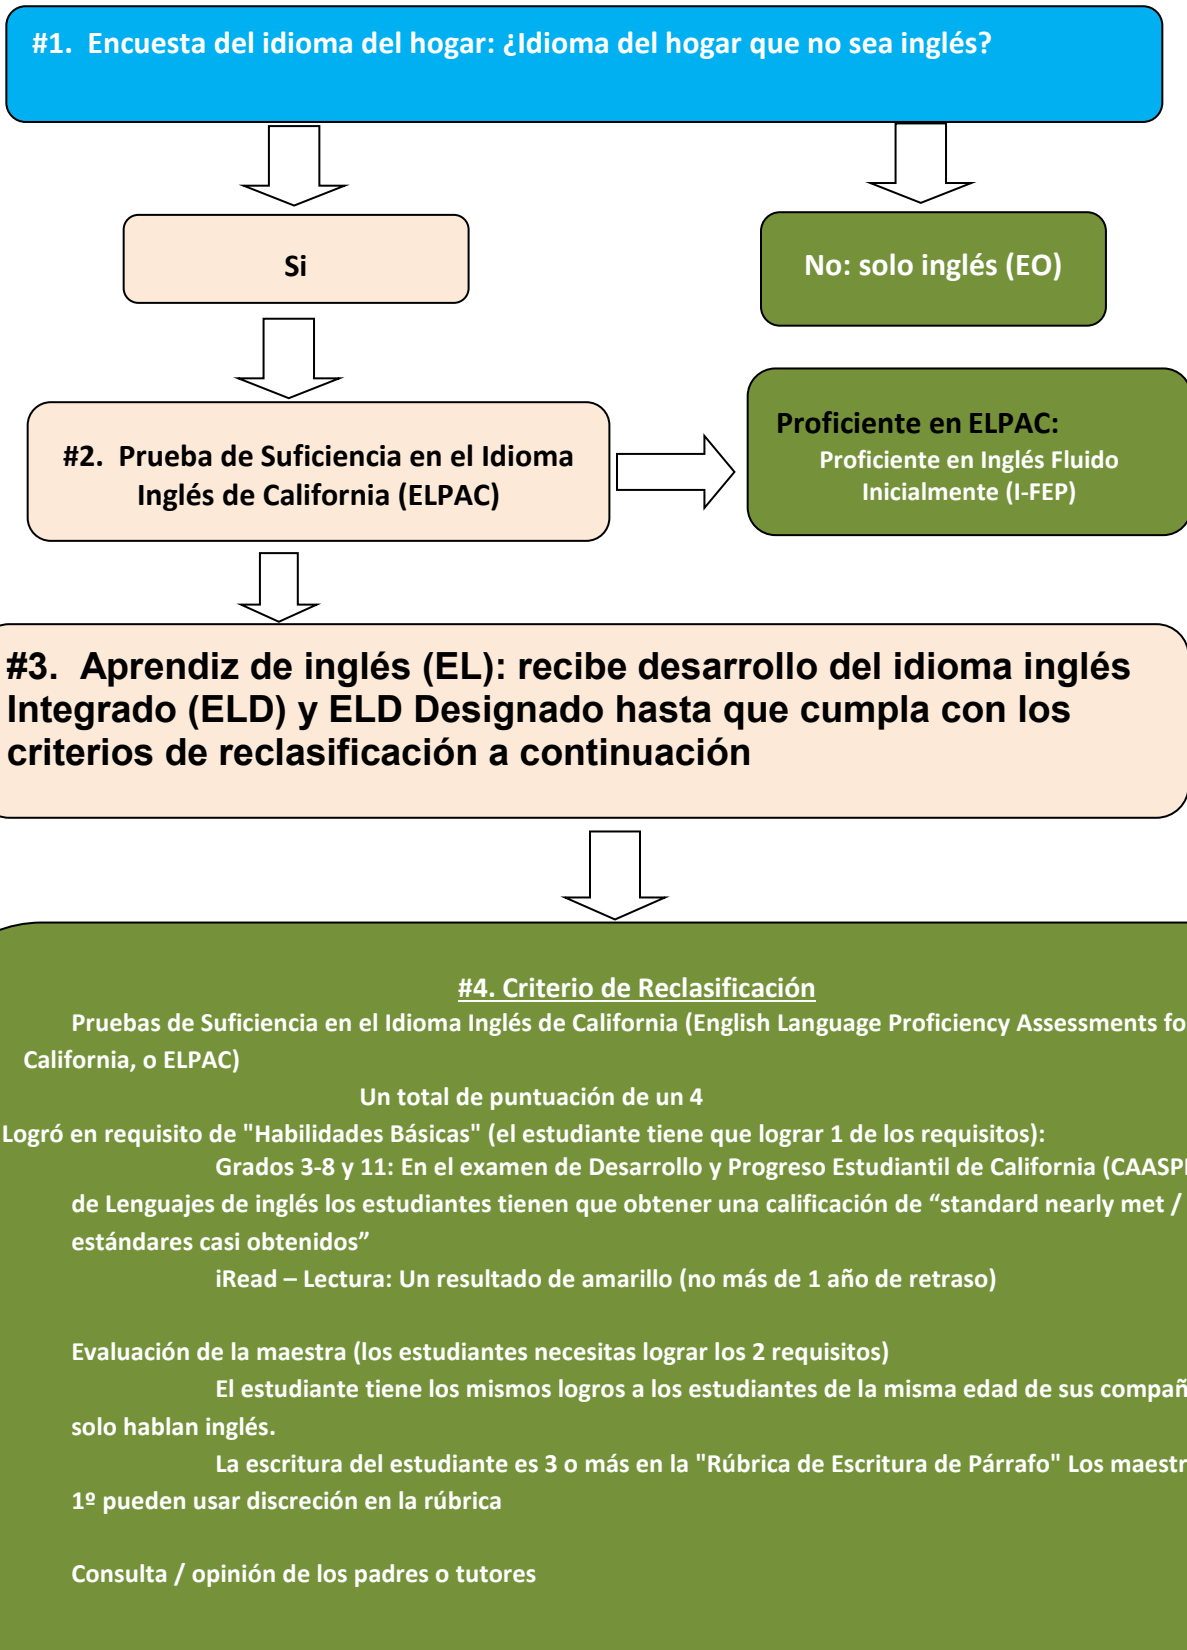 #1. Encuesta del idioma del hogar: ¿Idioma del hogar que no sea inglés?
Si
No: solo inglés (EO)
#2. Prueba de Suficiencia en el Idioma
Inglés de California (ELPAC)
Proficiente en ELPAC:
Proficiente en Inglés Fluido
Inicialmente (I-FEP)
#3. Aprendiz de inglés (EL): recibe desarrollo del idioma inglés
Integrado (ELD) y ELD Designado hasta que cumpla con los
criterios de reclasificación a continuación
#4. Criterio de Reclasificación
Pruebas de Suficiencia en el Idioma Inglés de California (English Language Proficiency Assessments fo
California, o ELPAC)
Un total de puntuación de un 4
Logró en requisito de "Habilidades Básicas" (el estudiante tiene que lograr 1 de los requisitos):
Grados 3-8 y 11: En el examen de Desarrollo y Progreso Estudiantil de California (CAASP
de Lenguajes de inglés los estudiantes tienen que obtener una calificación de “standard nearly met /
estándares casi obtenidos”
iRead – Lectura: Un resultado de amarillo (no más de 1 año de retraso)
Evaluación de la maestra (los estudiantes necesitas lograr los 2 requisitos)
El estudiante tiene los mismos logros a los estudiantes de la misma edad de sus compañ
solo hablan inglés.
La escritura del estudiante es 3 o más en la "Rúbrica de Escritura de Párrafo" Los maestr
1º pueden usar discreción en la rúbrica
Consulta / opinión de los padres o tutores